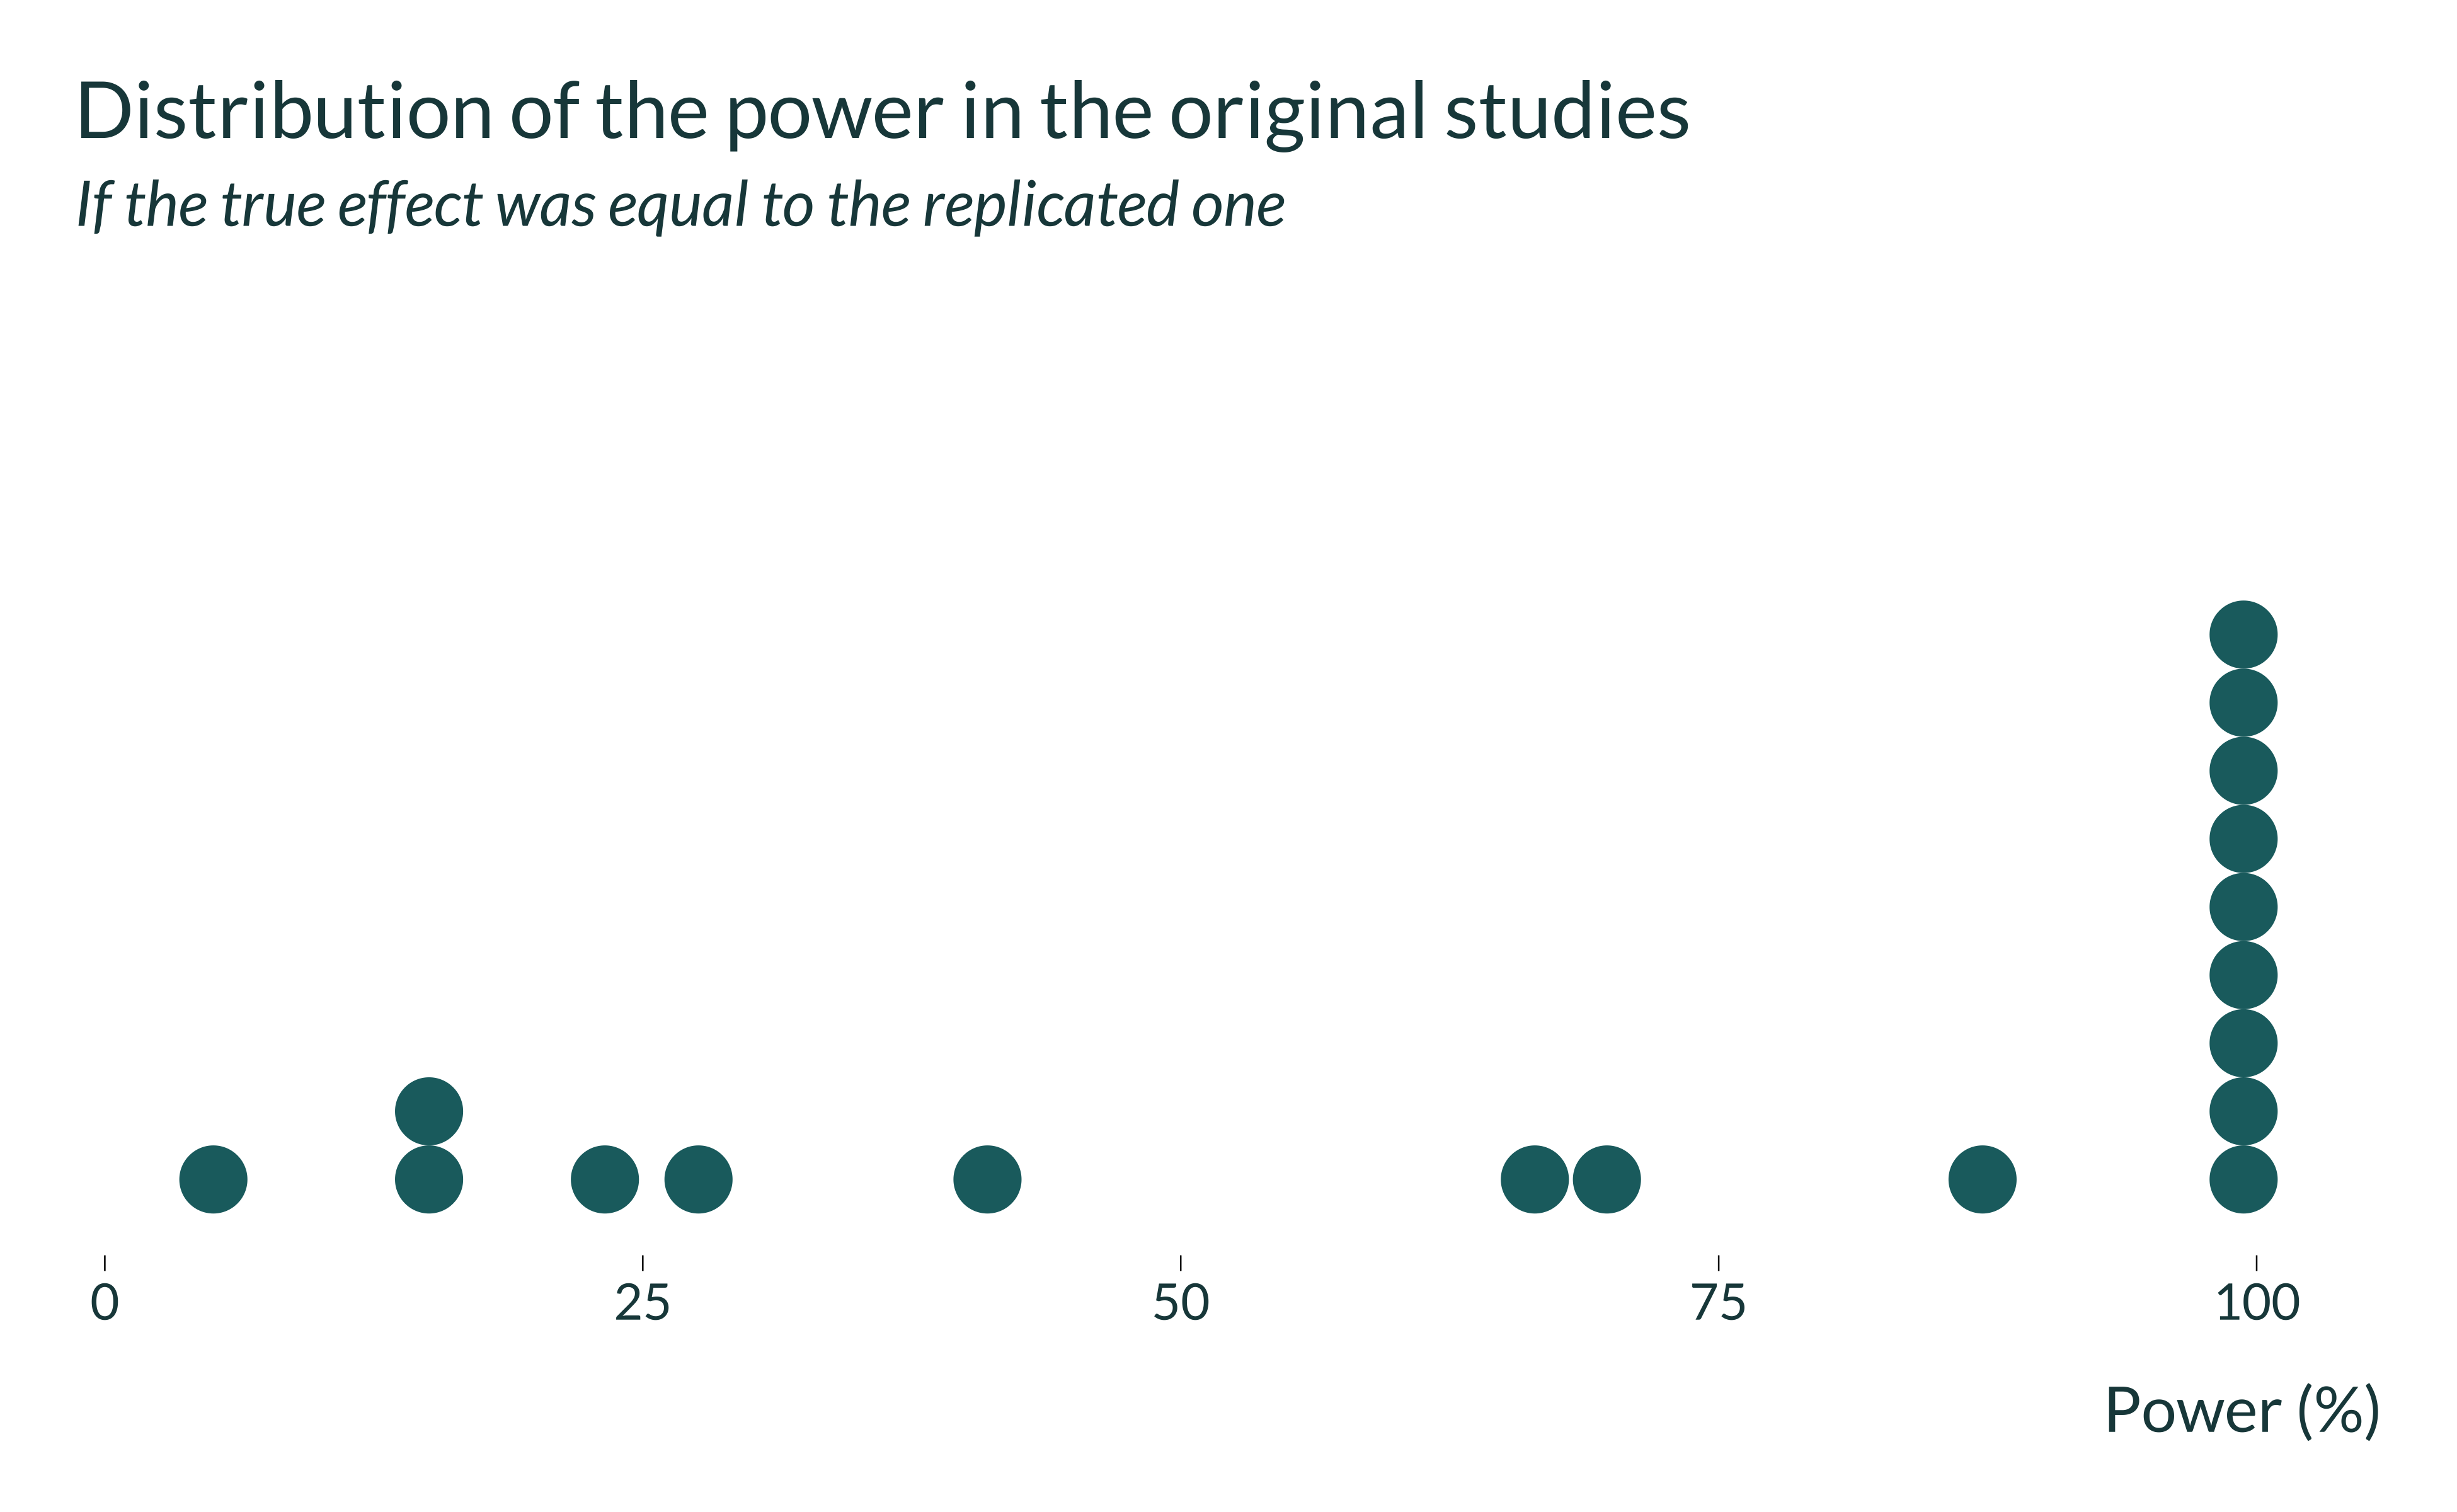 Distribution of the power in the original studies
If the true effect was equal to the replicated one
0 25 50 75 100
Power (%)